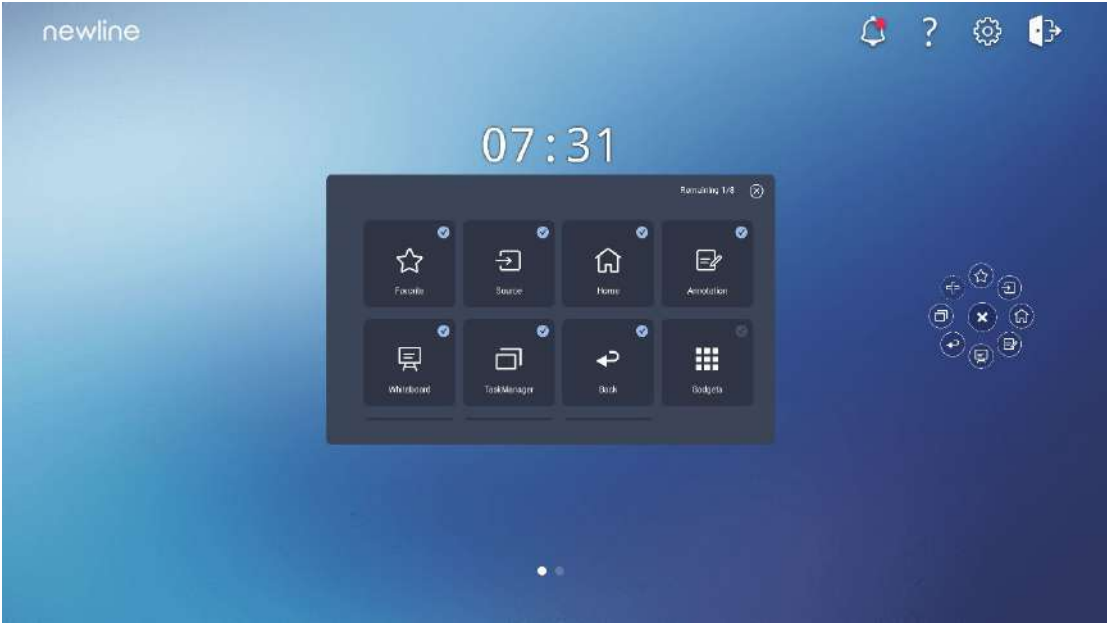 newline
?
07:31
Remaining 1/8
Favorite
Source
Home
Annotation
Whiteboard
TaskManager
Back
Gadgets